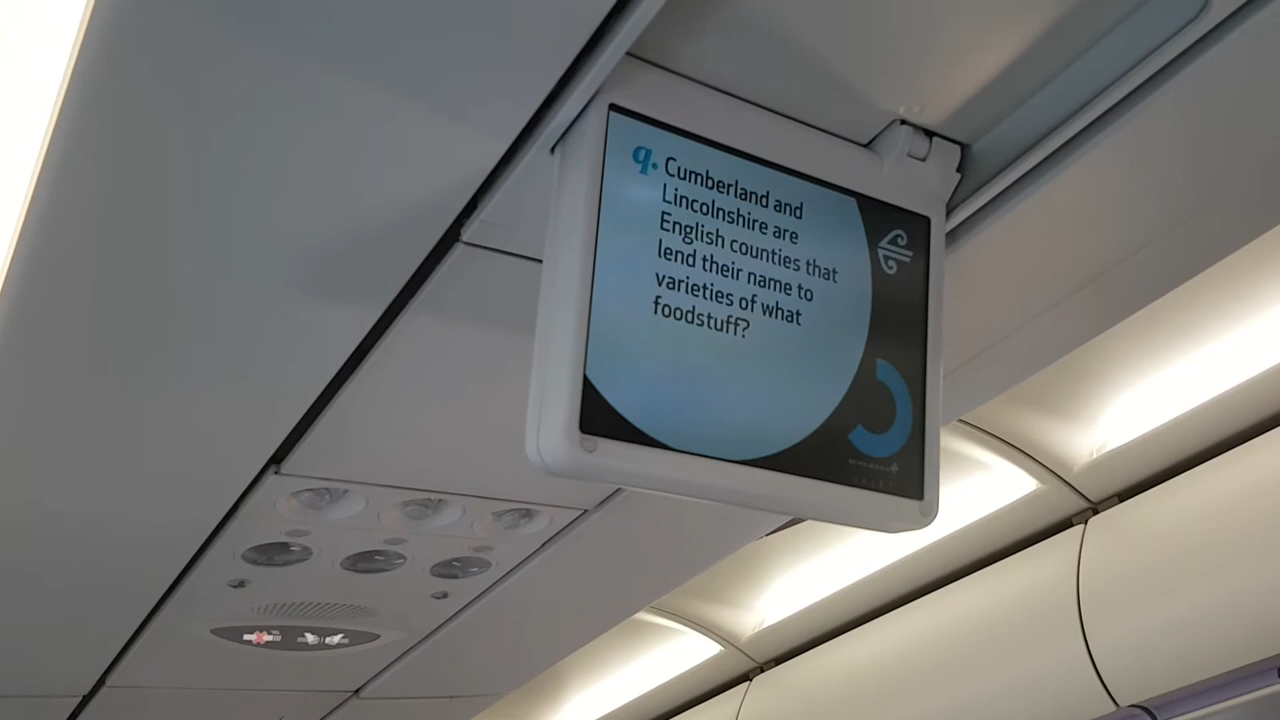 q. Cumberland and
Lincolnshire are
English counties that
lend their name to
varieties of what
foodstuff?